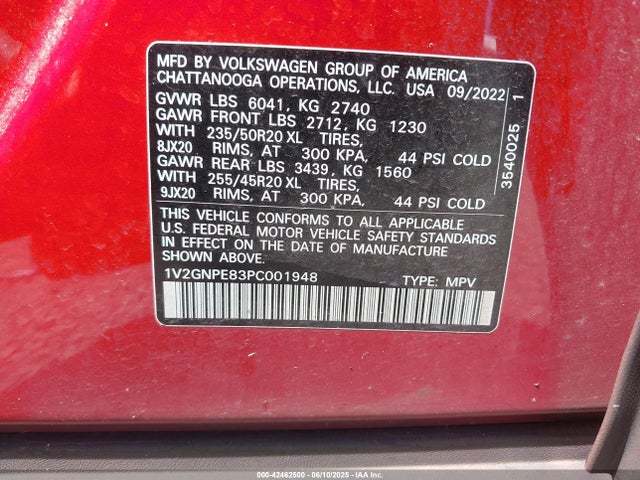 MFD BY VOLKSWAGEN GROUP OF AMERICA
CHATTANOOGA OPERATIONS, LLC. USA 09/2022
GVWR LBS 6041, KG 2740
GAWR FRONT LBS 2712, KG 1230
WITH 235/50R20 XL TIRES,
8JX20 RIMS, AT 300 KPA, 44 PSI COLD
GAWR REAR LBS 3439, KG 1560
WITH 255/45R20 XL TIRES,
9JX20 RIMS, AT 300 KPA, 44 PSI COLD
THIS VEHICLE CONFORMS TO ALL APPLICABLE
U.S. FEDERAL MOTOR VEHICLE SAFETY STANDARDS
IN EFFECT ON THE DATE OF MANUFACTURE
SHOWN ABOVE.
1V2GNPE83PC001948 TYPE: MPV
3540025 1
000-42462500 - 06/10/2025 - IAAI.com